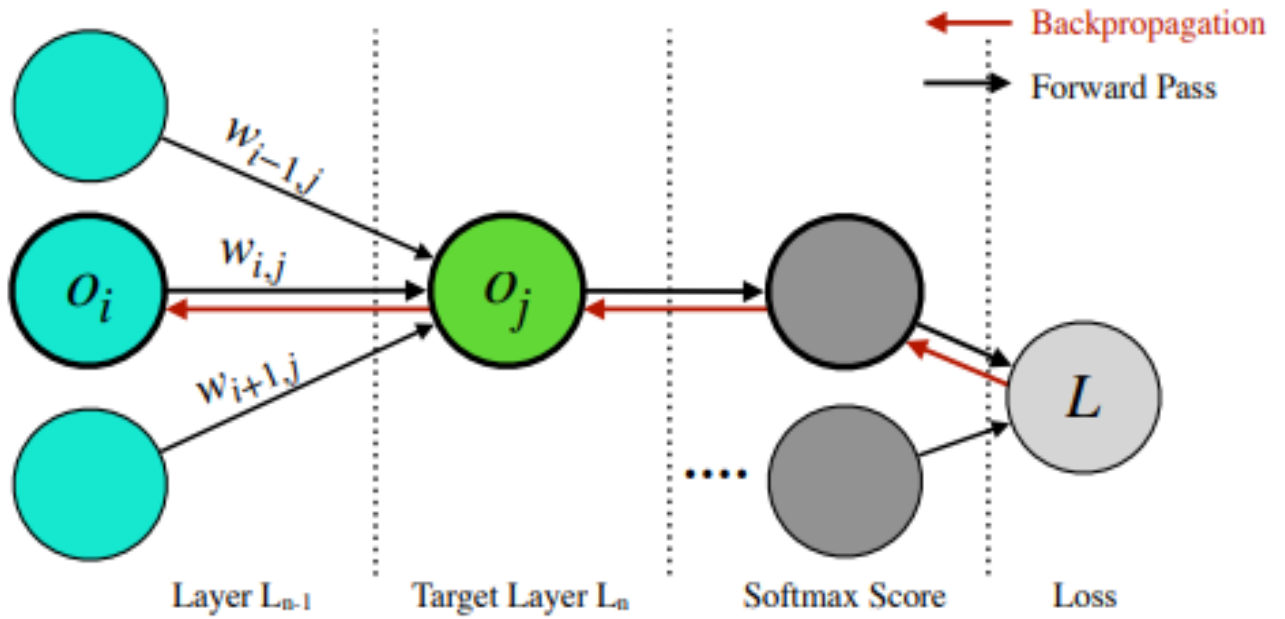 Backpropagation
Forward Pass
w_{i-1,j}
w_{i,j}
w_{i+1,j}
o_i
o_j
L
....
Layer L_{n-1}
Target Layer L_n
Softmax Score
Loss